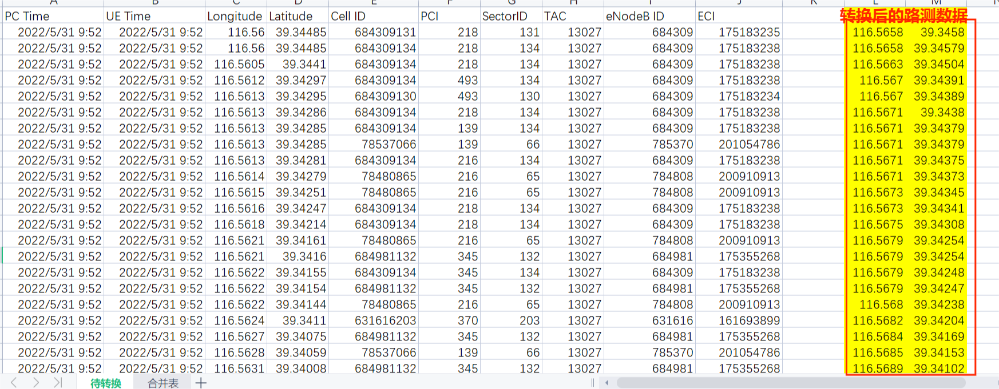 A B C D E F G H I J K L M N
转换后的路测数据
PC Time UE Time Longitude Latitude Cell ID PCI SectorID TAC eNodeB ID ECI
2022/5/31 9:52 2022/5/31 9:52 116.56 39.34485 684309131 218 131 13027 684309 175183235 116.5658 39.3458
2022/5/31 9:52 2022/5/31 9:52 116.56 39.34485 684309134 218 134 13027 684309 175183238 116.5658 39.34579
2022/5/31 9:52 2022/5/31 9:52 116.5605 39.3441 684309134 218 134 13027 684309 175183238 116.5663 39.34504
2022/5/31 9:52 2022/5/31 9:52 116.5612 39.34297 684309134 493 134 13027 684309 175183238 116.567 39.34391
2022/5/31 9:52 2022/5/31 9:52 116.5613 39.34295 684309130 493 130 13027 684309 175183234 116.567 39.34389
2022/5/31 9:52 2022/5/31 9:52 116.5613 39.34286 684309134 218 134 13027 684309 175183238 116.5671 39.3438
2022/5/31 9:52 2022/5/31 9:52 116.5613 39.34285 684309134 139 134 13027 684309 175183238 116.5671 39.34379
2022/5/31 9:52 2022/5/31 9:52 116.5613 39.34285 78537066 139 66 13027 785370 201054786 116.5671 39.34379
2022/5/31 9:52 2022/5/31 9:52 116.5613 39.34281 684309134 216 134 13027 684309 175183238 116.5671 39.34375
2022/5/31 9:52 2022/5/31 9:52 116.5614 39.34279 78480865 216 65 13027 784808 200910913 116.5671 39.34373
2022/5/31 9:52 2022/5/31 9:52 116.5615 39.34251 78480865 216 65 13027 784808 200910913 116.5673 39.34345
2022/5/31 9:52 2022/5/31 9:52 116.5616 39.34247 684309134 218 134 13027 684309 175183238 116.5673 39.34341
2022/5/31 9:52 2022/5/31 9:52 116.5618 39.34214 684309134 218 134 13027 684309 175183238 116.5675 39.34308
2022/5/31 9:52 2022/5/31 9:52 116.5621 39.34161 78480865 216 65 13027 784808 200910913 116.5679 39.34254
2022/5/31 9:52 2022/5/31 9:52 116.5621 39.3416 684981132 345 132 13027 684981 175355268 116.5679 39.34254
2022/5/31 9:52 2022/5/31 9:52 116.5622 39.34155 684309134 345 134 13027 684309 175183238 116.5679 39.34248
2022/5/31 9:52 2022/5/31 9:52 116.5622 39.34154 684981132 345 132 13027 684981 175355268 116.5679 39.34247
2022/5/31 9:52 2022/5/31 9:52 116.5622 39.34144 78480865 216 65 13027 784808 200910913 116.568 39.34238
2022/5/31 9:52 2022/5/31 9:52 116.5624 39.3411 631616203 370 203 13027 631616 161693899 116.5682 39.34204
2022/5/31 9:52 2022/5/31 9:52 116.5627 39.34075 684981132 345 132 13027 684981 175355268 116.5684 39.34169
2022/5/31 9:52 2022/5/31 9:52 116.5628 39.34059 78537066 139 66 13027 785370 201054786 116.5685 39.34153
2022/5/31 9:52 2022/5/31 9:52 116.5631 39.34008 684981132 345 132 13027 684981 175355268 116.5689 39.34102
待转换 合并表